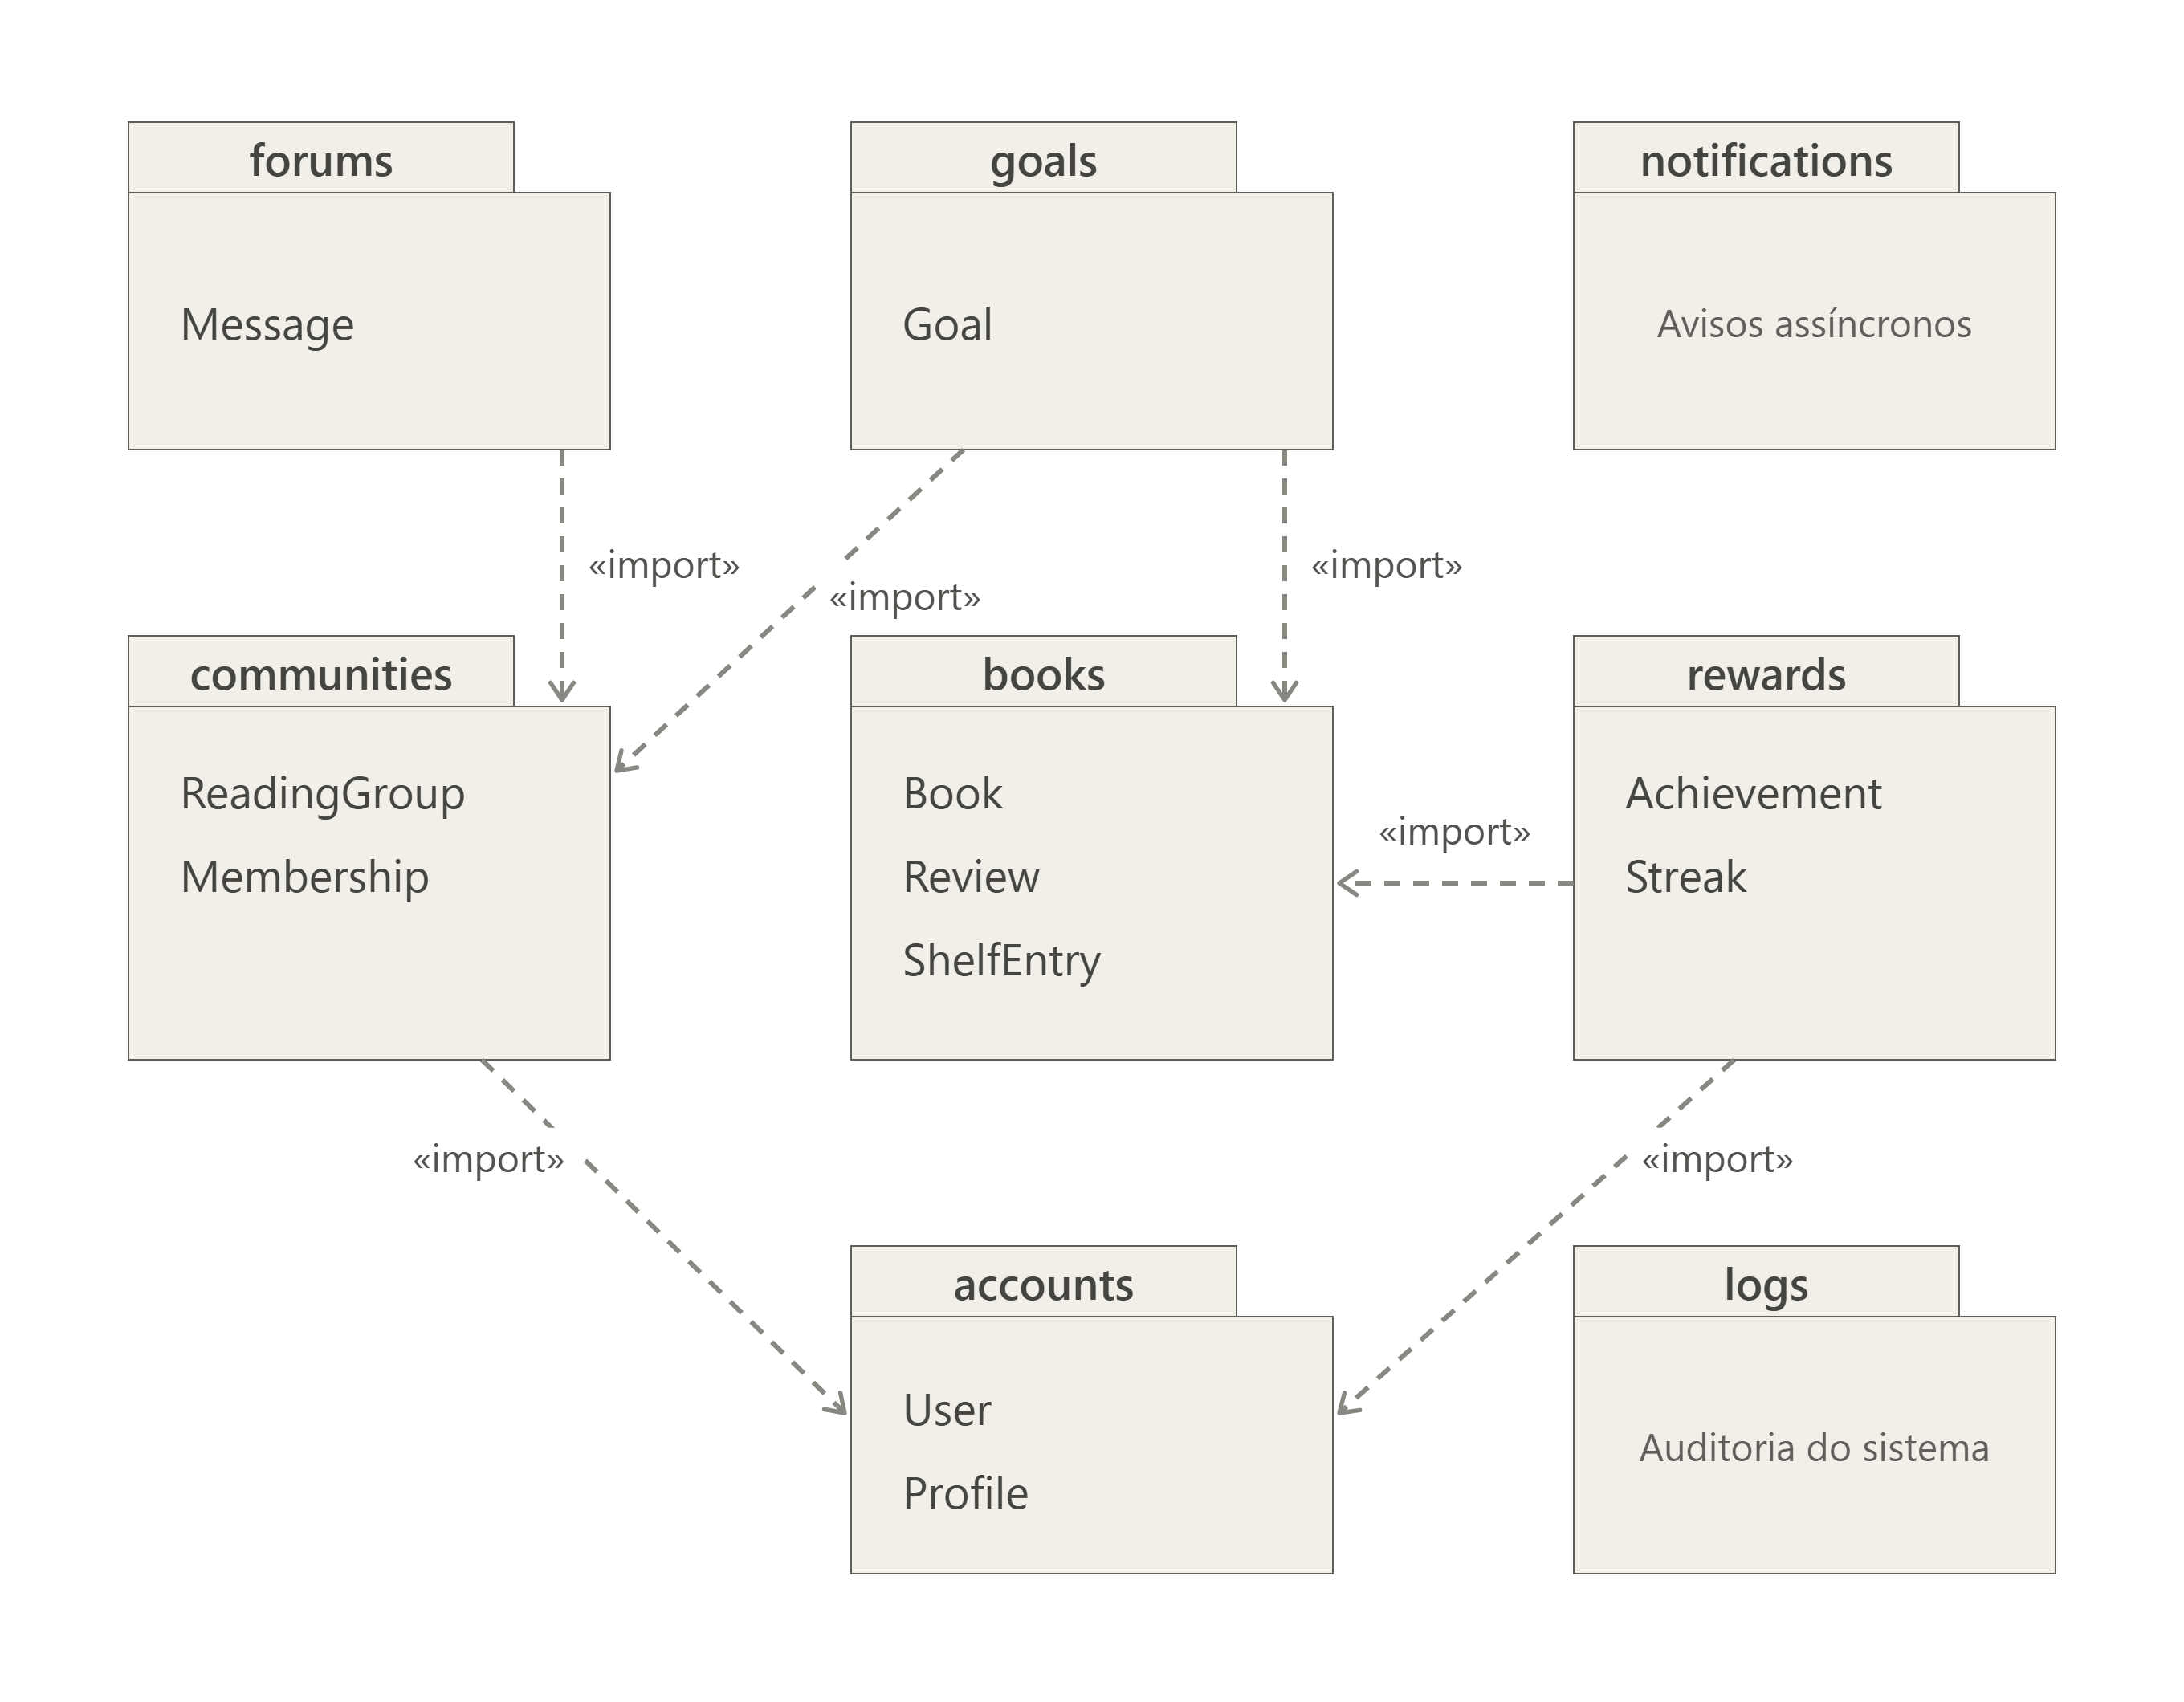 forums
Message
goals
Goal
notifications
Avisos assíncronos
«import»
«import»
«import»
communities
ReadingGroup
Membership
books
Book
Review
ShelfEntry
«import»
rewards
Achievement
Streak
«import»
«import»
accounts
User
Profile
logs
Auditoria do sistema